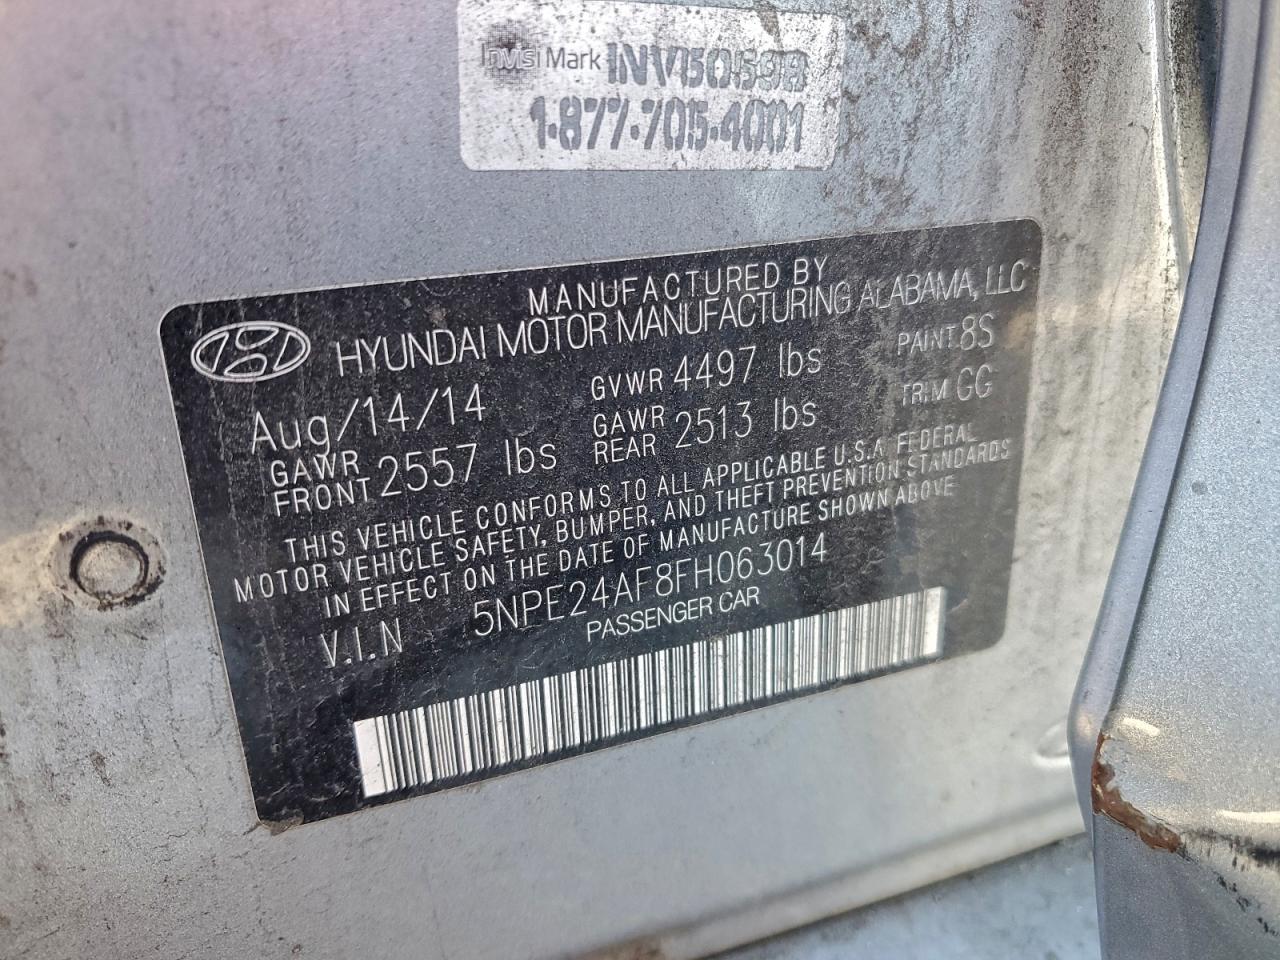 InvisiMark INV50598
1-877-705-4001
MANUFACTURED BY
HYUNDAI MOTOR MANUFACTURING ALABAMA, LLC
Aug/14/14 GVWR 4497 lbs PAINT 8S
GAWR FRONT 2557 lbs GAWR REAR 2513 lbs TRIM GG
THIS VEHICLE CONFORMS TO ALL APPLICABLE U.S.A FEDERAL
MOTOR VEHICLE SAFETY, BUMPER, AND THEFT PREVENTION STANDARDS
IN EFFECT ON THE DATE OF MANUFACTURE SHOWN ABOVE
V.I.N 5NPE24AF8FH063014
PASSENGER CAR